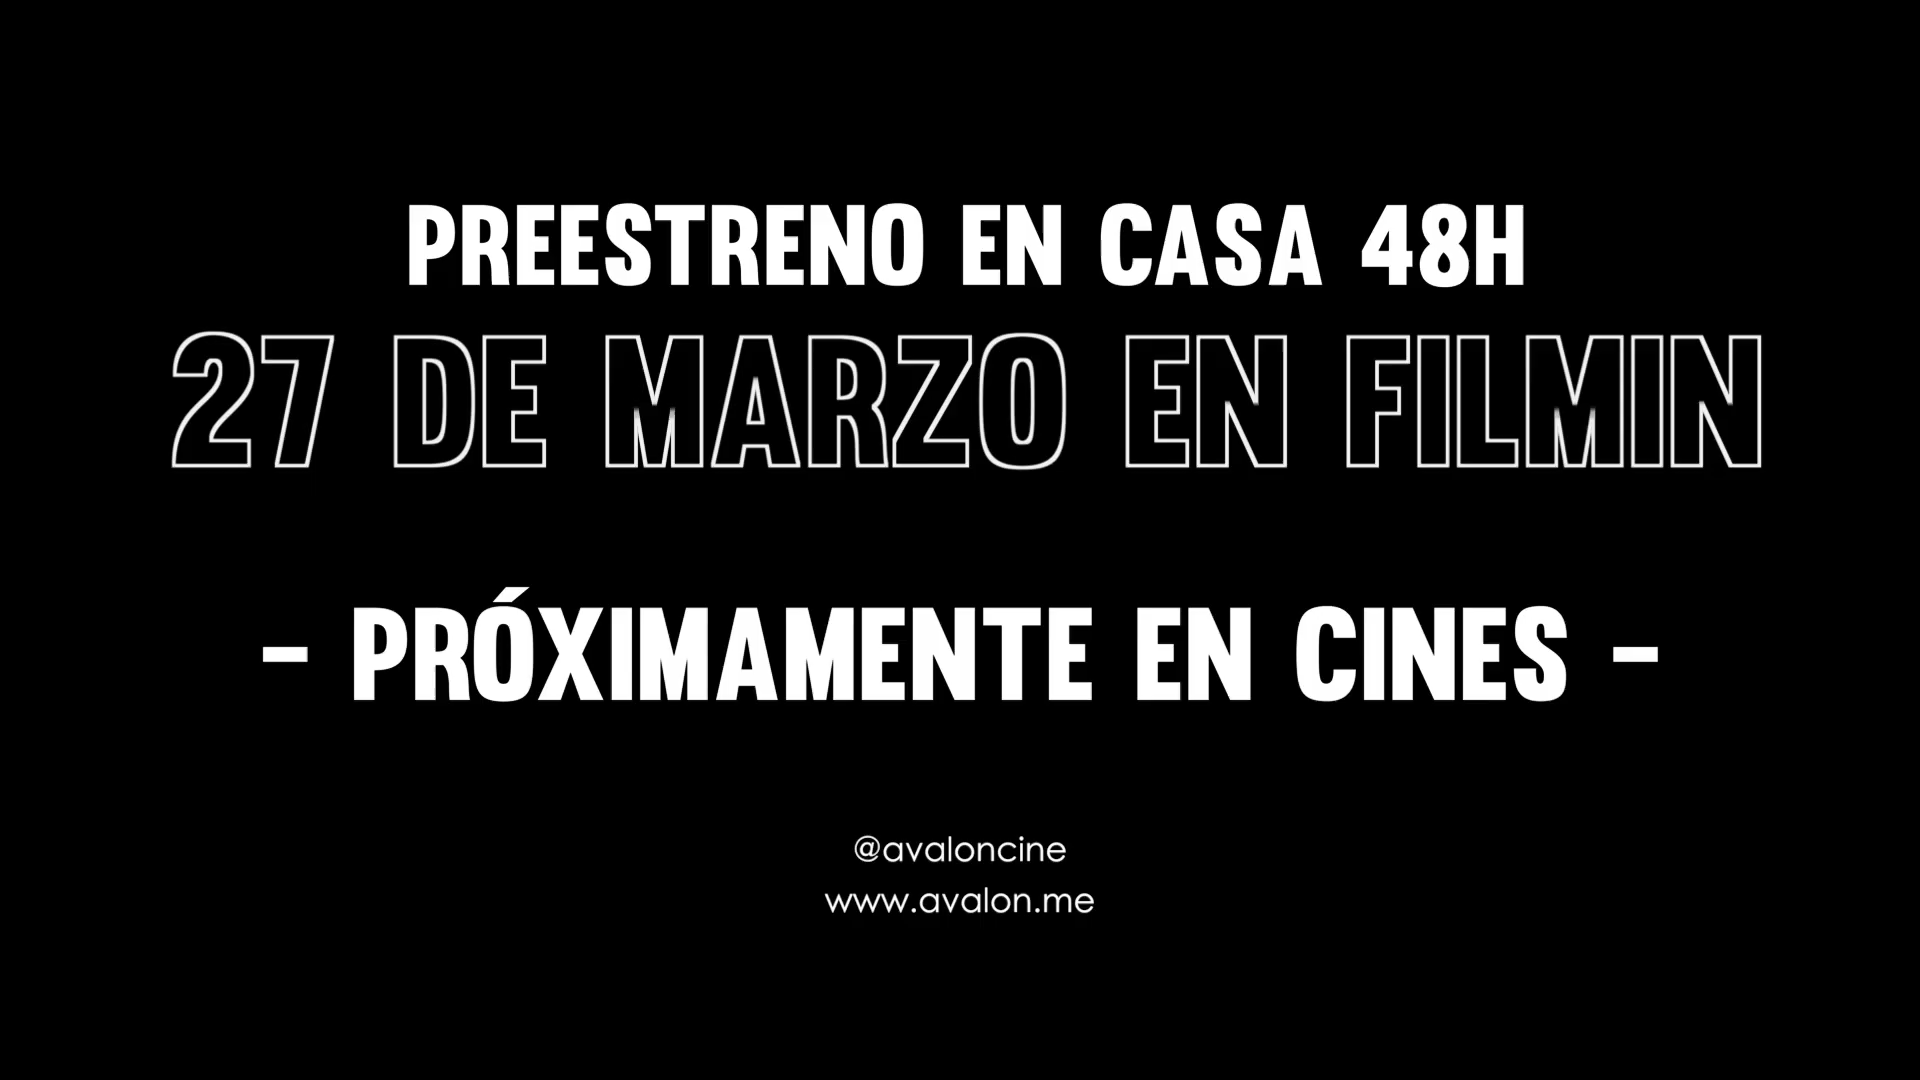 PREESTRENO EN CASA 48H
27 DE MARZO EN FILMIN
- PRÓXIMAMENTE EN CINES -
@avaloncine
www.avalon.me